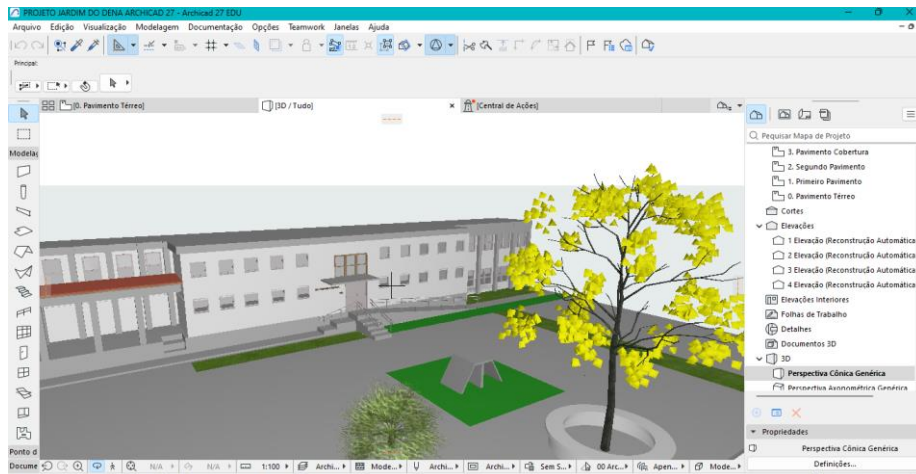 PROJETO JARDIM DO DENA ARCHICAD 27 - Archicad 27 EDU
Arquivo Edição Visualização Modelagem Documentação Opções Teamwork Janelas Ajuda
Principal:
[0. Pavimento Térreo] [3D / Tudo] [Central de Ações]
Pesquisar Mapa de Projeto
Modelaç
3. Pavimento Cobertura
2. Segundo Pavimento
1. Primeiro Pavimento
0. Pavimento Térreo
Cortes
Elevações
1 Elevação (Reconstrução Automática
2 Elevação (Reconstrução Automática
3 Elevação (Reconstrução Automática
4 Elevação (Reconstrução Automática
Elevações Interiores
Folhas de Trabalho
Detalhes
Documentos 3D
3D
Perspectiva Cônica Genérica
Perspectiva Axonométrica Genérica
Propriedades
Ponto d
Perspectiva Cônica Genérica
Docume N/A N/A 1:100 Archi... Mode... Archi... Archi... Sem S... 00 Arc... Apen... Mode...
Definições...